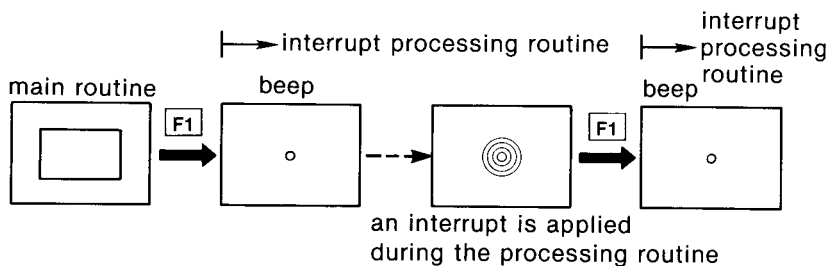 interrupt processing routine
interrupt
processing
routine
main routine
beep
beep
F1
F1
an interrupt is applied
during the processing routine